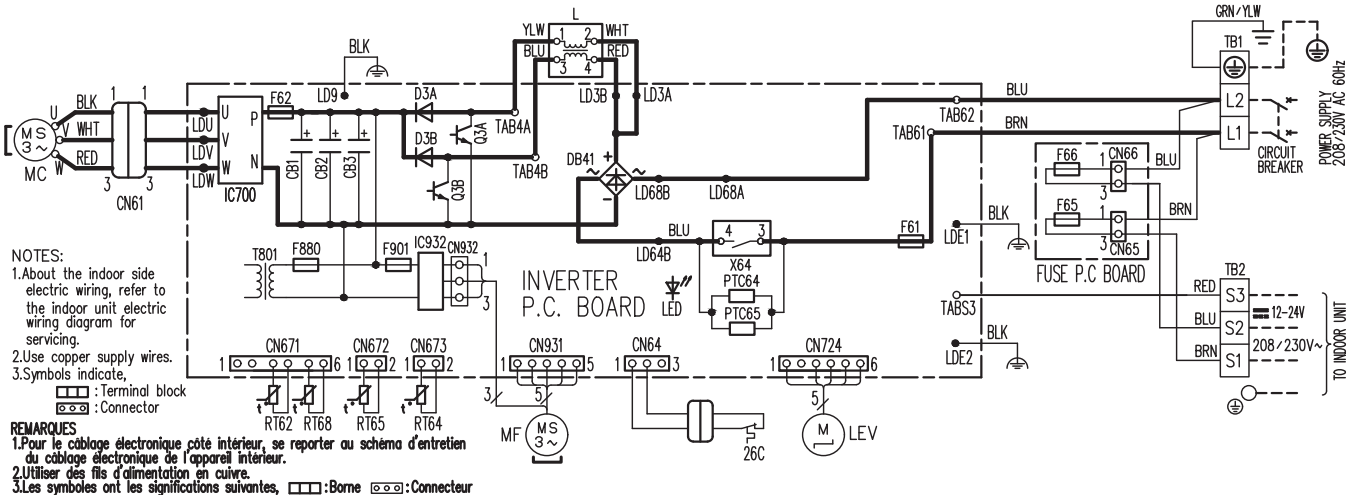 L
YLW
1
2
WHT
BLU
3
4
RED
GRN/YLW
TB1
BLK
LD9
F62
D3A
LD3B
LD3A
BLU
TAB62
L2
1
1
U
BLK
MS
3~
V
WHT
W
RED
MC
3
3
CN61
LDU
LDV
LDW
U
V
W
P
N
IC700
+
+
+
CB1
CB2
CB3
D3B
Q3A
Q3B
TAB4A
TAB4B
DB41
+
~
~
-
LD68B
LD68A
TAB61
BRN
L1
CIRCUIT
BREAKER
POWER SUPPLY
208/230V AC 60Hz
F66
1
CN66
3
BLU
F65
1
3
CN65
BRN
FUSE P.C BOARD
BLU
LD64B
4
3
X64
F61
BLK
LDE1
PTC64
PTC65
LED
INVERTER
P.C. BOARD
T801
F880
F901
IC932
CN932
1
3
TABS3
RED
TB2
S3
12-24V
BLU
S2
208/230V~
BRN
S1
TO INDOOR UNIT
BLK
LDE2
NOTES:
1.About the indoor side
electric wiring, refer to
the indoor unit electric
wiring diagram for
servicing.
2.Use copper supply wires.
3.Symbols indicate,
: Terminal block
: Connector
CN671
1
6
CN672
1
2
CN673
1
2
CN931
1
5
CN64
1
3
CN724
1
6
t°
RT62
t°
RT68
t°
RT65
t°
RT64
3
5
MF
MS
3~
26C
5
M
LEV
REMARQUES
1.Pour le câblage électronique côté intérieur, se reporter au schéma d'entretien
du câblage électronique de l'appareil intérieur.
2.Utiliser des fils d'alimentation en cuivre.
3.Les symboles ont les significations suivantes, :Borne :Connecteur